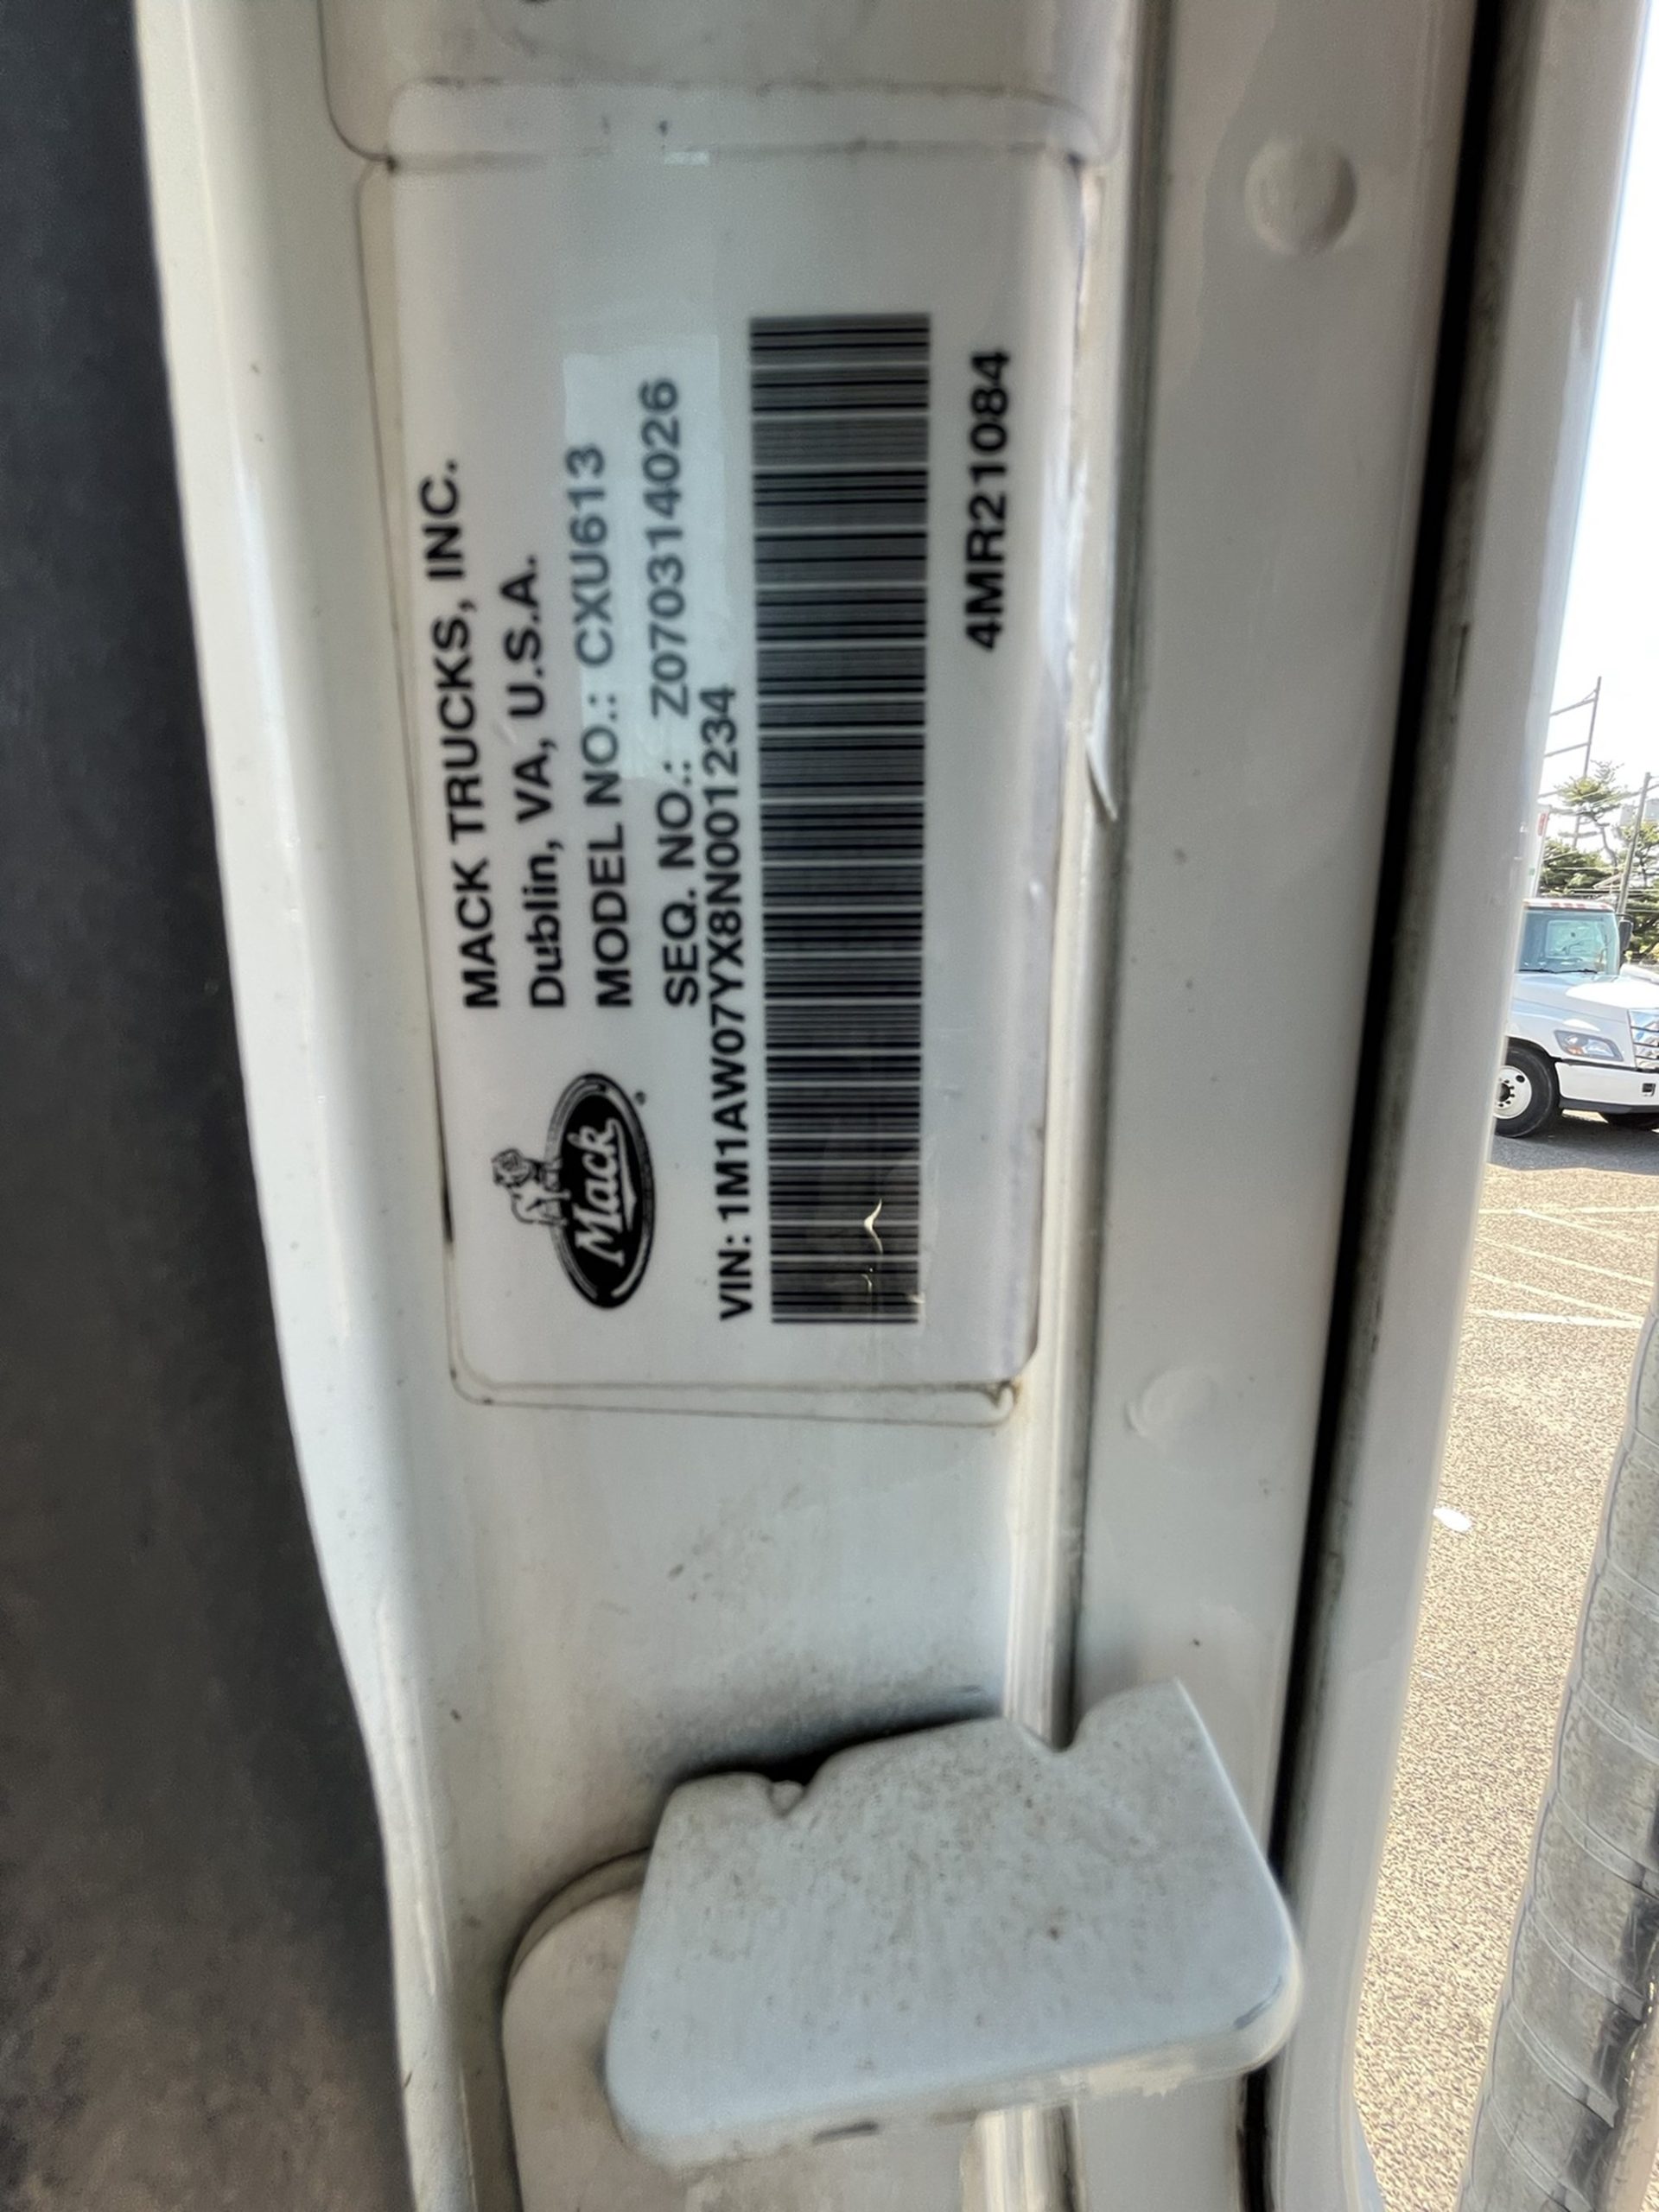 MACK TRUCKS, INC.
Dublin, VA, U.S.A.
MODEL NO.: CXU613
SEQ. NO.: Z070314026
Mack
VIN: 1M1AW07YX8N001234
4MR21084